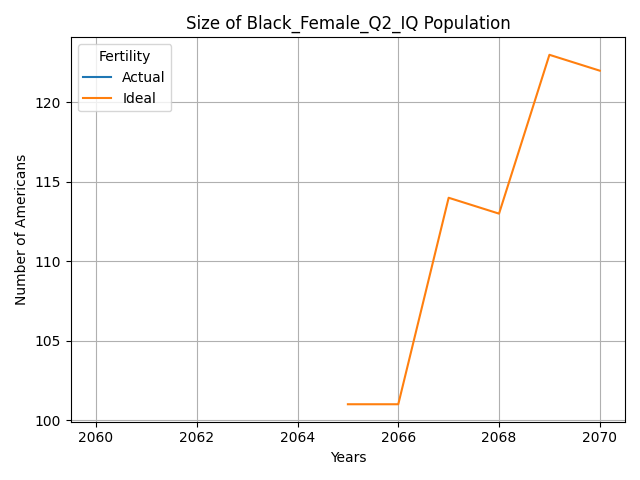 Size of Black_Female_Q2_IQ Population
Fertility
Actual
Ideal
Number of Americans
120
115
110
105
100
2060 2062 2064 2066 2068 2070
Years